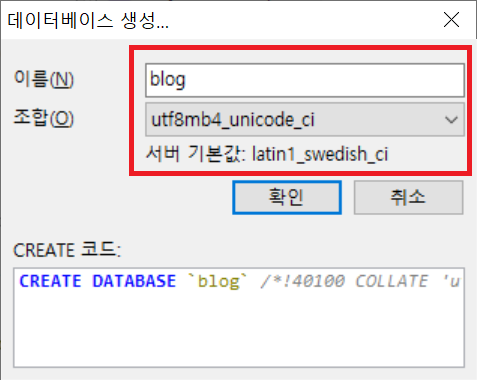 데이터베이스 생성...
이름(N)
blog
조합(O)
utf8mb4_unicode_ci
서버 기본값: latin1_swedish_ci
확인
취소
CREATE 코드:
CREATE DATABASE `blog` /*!40100 COLLATE 'u